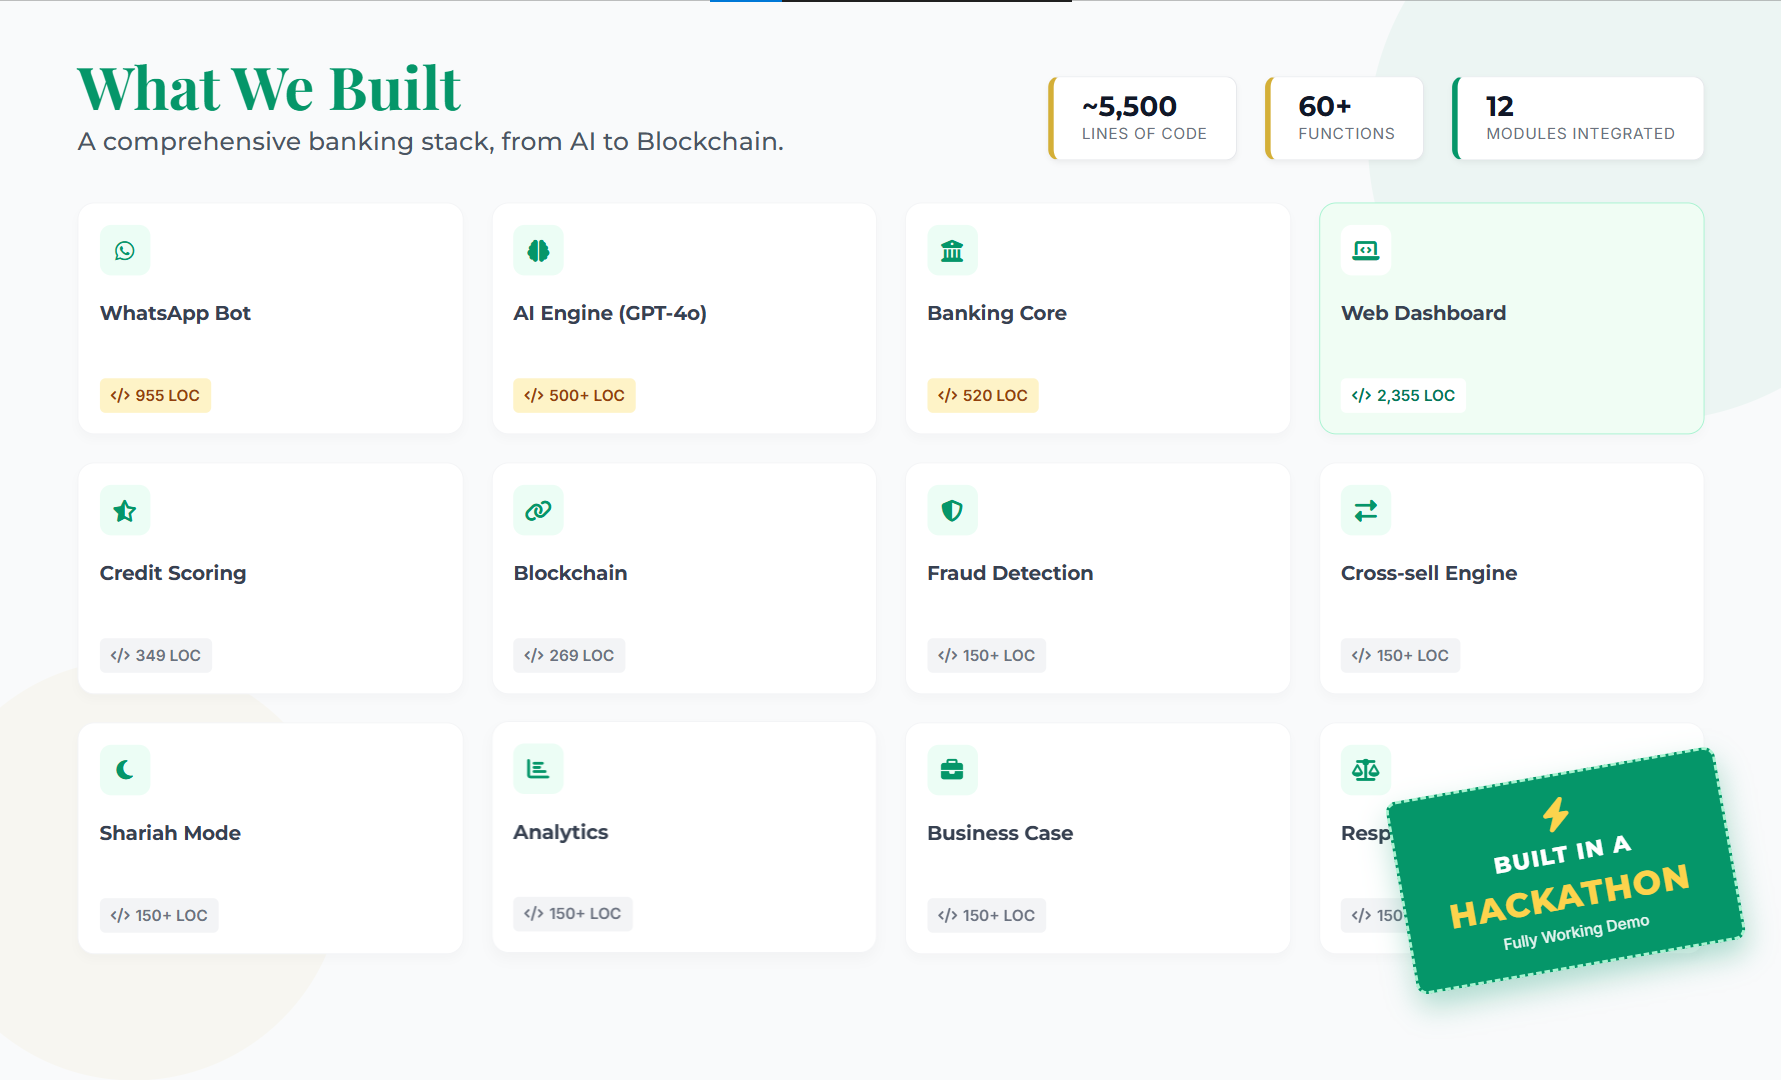 What We Built
A comprehensive banking stack, from AI to Blockchain.
~5,500
LINES OF CODE
60+
FUNCTIONS
12
MODULES INTEGRATED
WhatsApp Bot
</> 955 LOC
AI Engine (GPT-4o)
</> 500+ LOC
Banking Core
</> 520 LOC
Web Dashboard
</> 2,355 LOC
Credit Scoring
</> 349 LOC
Blockchain
</> 269 LOC
Fraud Detection
</> 150+ LOC
Cross-sell Engine
</> 150+ LOC
Shariah Mode
</> 150+ LOC
Analytics
</> 150+ LOC
Business Case
</> 150+ LOC
Resp
</> 150
BUILT IN A
HACKATHON
Fully Working Demo